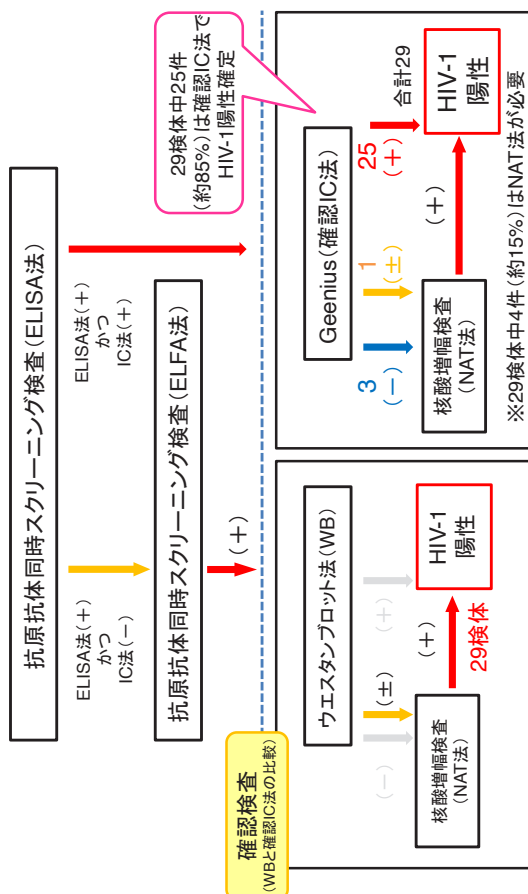 抗原抗体同時スクリーニング検査(ELISA法)
ELISA法(+)
かつ
IC法(-)
ELISA法(+)
かつ
IC法(+)
抗原抗体同時スクリーニング検査(ELFA法)
(+)
29検体中25件
(約85%)は確認IC法で
HIV-1陽性確定
確認検査
(WBと確認IC法の比較)
ウエスタンブロット法(WB)
(-)
(±)
(+)
核酸増幅検査
(NAT法)
(+)
29検体
HIV-1
陽性
Geenius(確認IC法)
3
(-)
1
(±)
25
(+)
合計29
核酸増幅検査
(NAT法)
(+)
HIV-1
陽性
※29検体中4件(約15%)はNAT法が必要